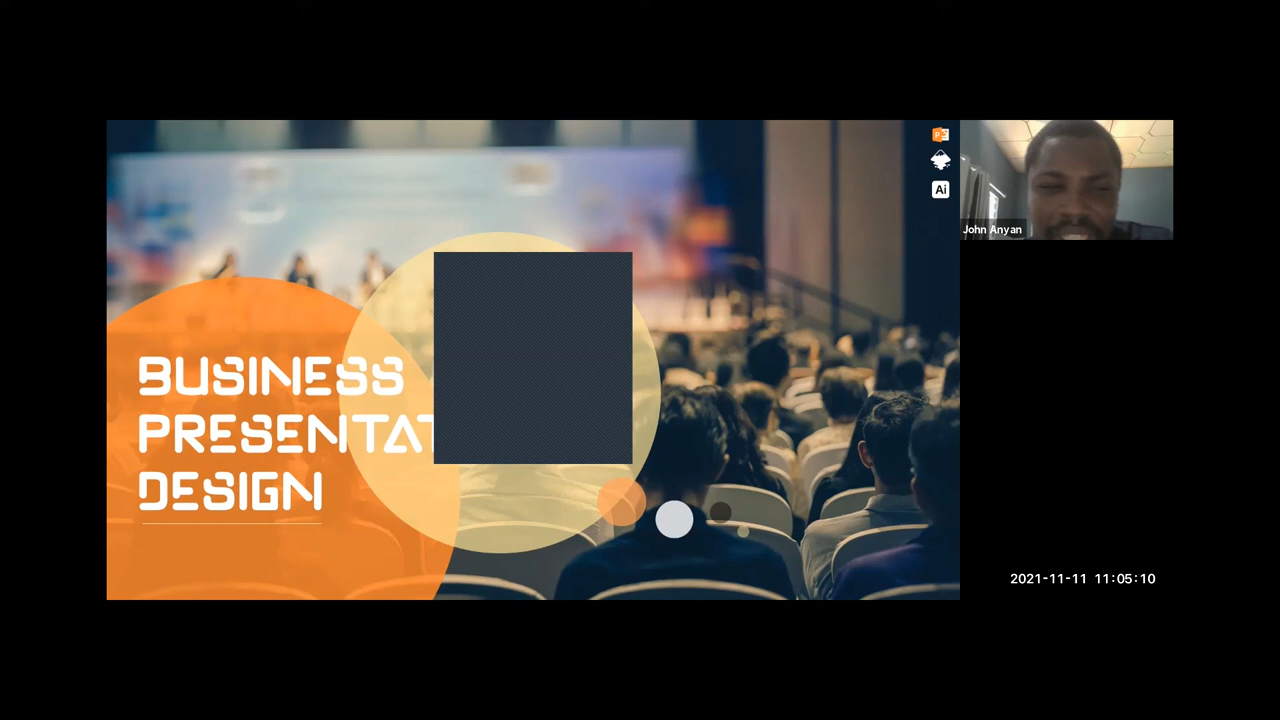 BUSINESS
PRESENTAT
DESIGN
Ai
John Anyan
2021-11-11 11:05:10